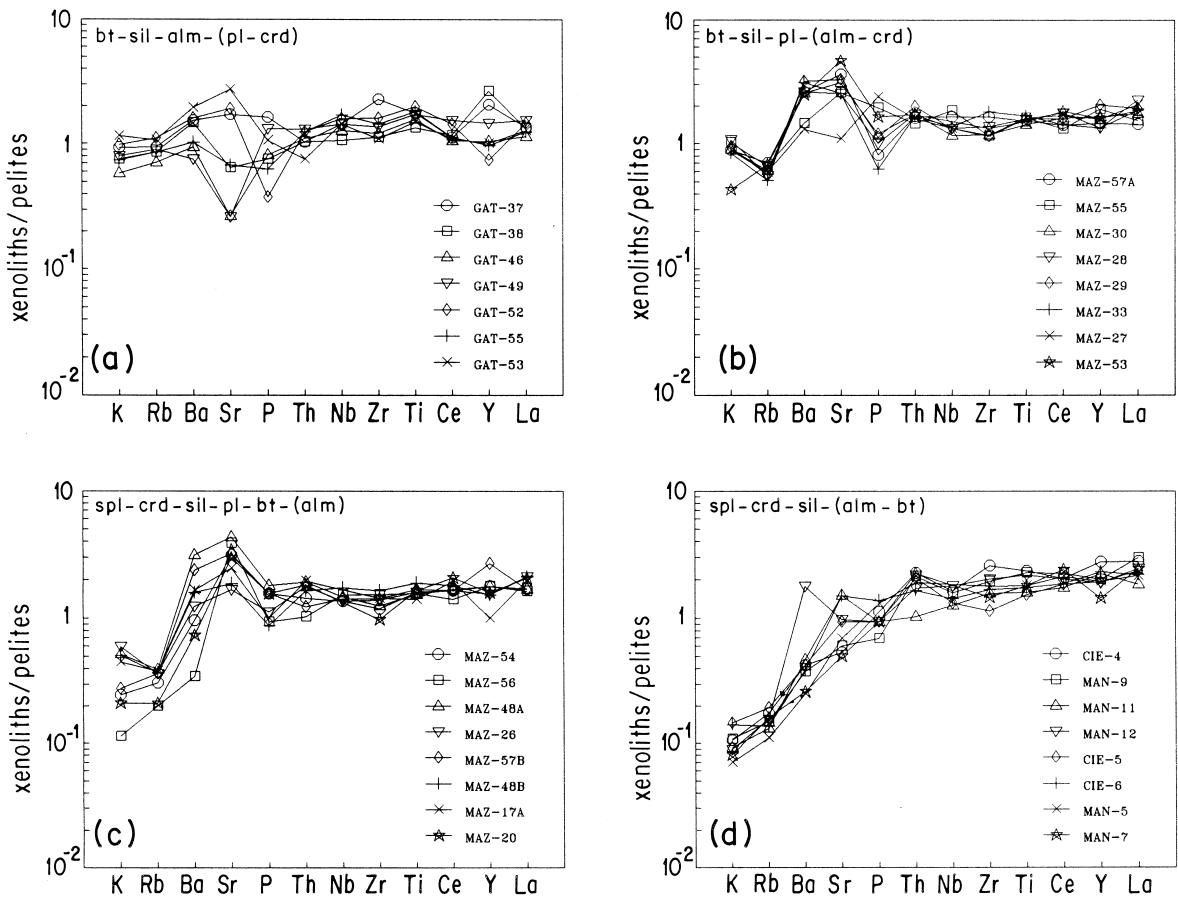 bt-sil-alm-(pl-crd)
10
1
10-1
10-2
xenoliths/pelites
GAT-37
GAT-38
GAT-46
GAT-49
GAT-52
GAT-55
GAT-53
(a)
K Rb Ba Sr P Th Nb Zr Ti Ce Y La
bt-sil-pl-(alm-crd)
10
1
10-1
10-2
xenoliths/pelites
MAZ-57A
MAZ-55
MAZ-30
MAZ-28
MAZ-29
MAZ-33
MAZ-27
MAZ-53
(b)
K Rb Ba Sr P Th Nb Zr Ti Ce Y La
spl-crd-sil-pl-bt-(alm)
10
1
10-1
10-2
xenoliths/pelites
MAZ-54
MAZ-56
MAZ-48A
MAZ-26
MAZ-57B
MAZ-48B
MAZ-17A
MAZ-20
(c)
K Rb Ba Sr P Th Nb Zr Ti Ce Y La
spl-crd-sil-(alm-bt)
10
1
10-1
10-2
xenoliths/pelites
CIE-4
MAN-9
MAN-11
MAN-12
CIE-5
CIE-6
MAN-5
MAN-7
(d)
K Rb Ba Sr P Th Nb Zr Ti Ce Y La